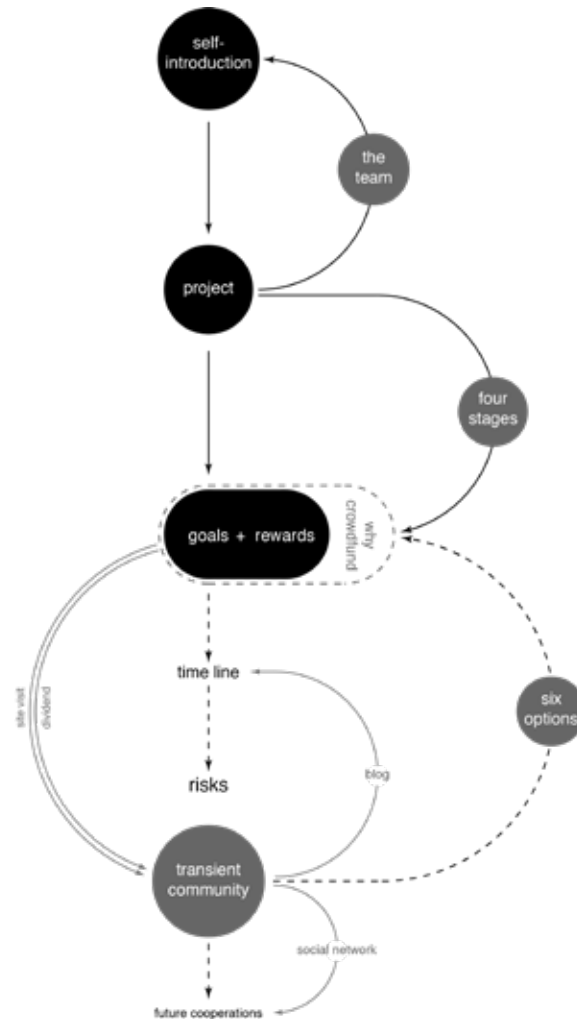 self-
introduction
the
team
project
four
stages
goals + rewards
why
crowdfund
time line
site visit
dividend
six
options
blog
risks
transient
community
social network
future cooperations